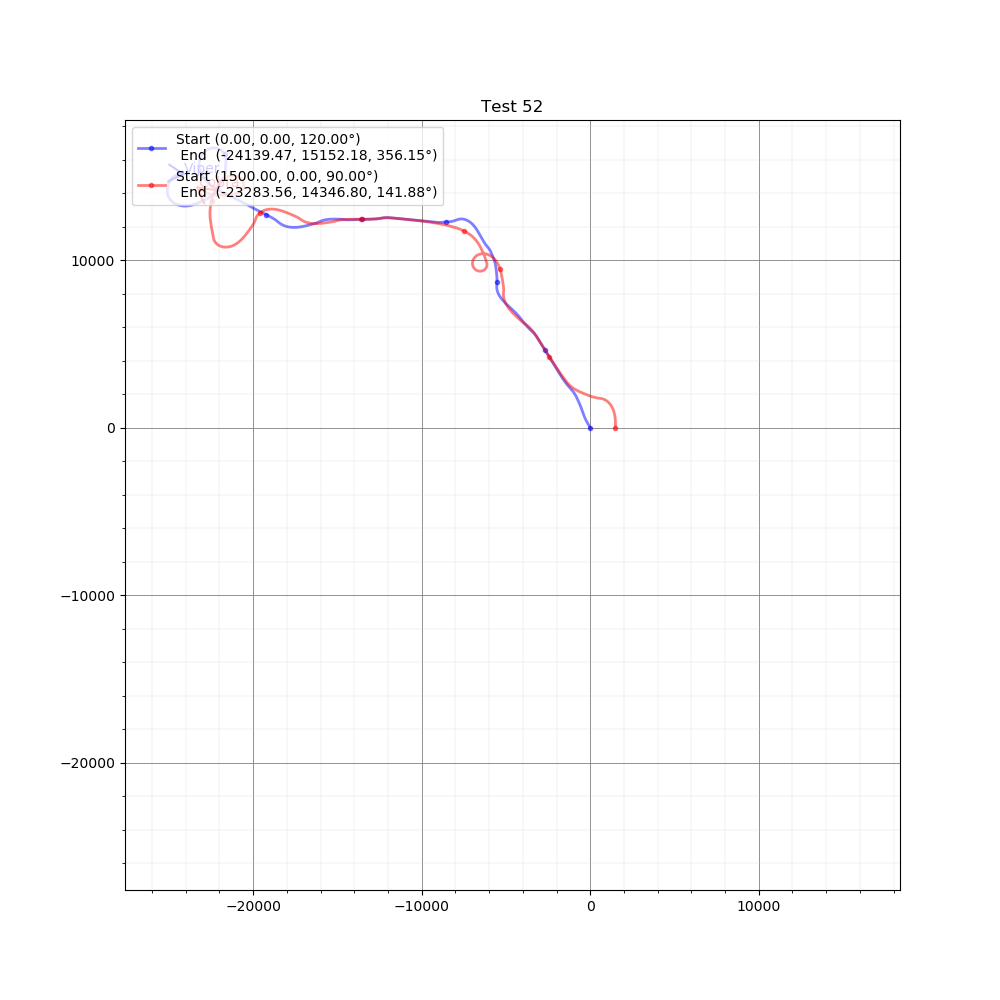 Test 52
Start (0.00, 0.00, 120.00°)
End (-24139.47, 15152.18, 356.15°)
Start (1500.00, 0.00, 90.00°)
End (-23283.56, 14346.80, 141.88°)
Viper
10000
0
−10000
−20000
−20000
−10000
0
10000